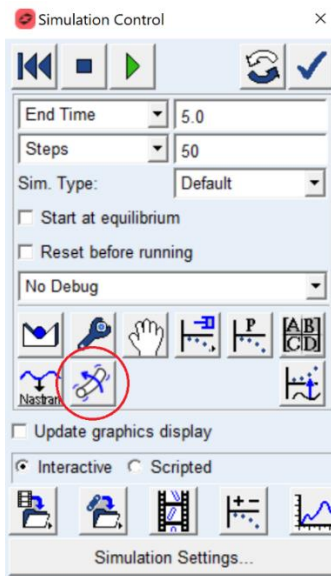 Simulation Control
End Time 5.0
Steps 50
Sim. Type: Default
Start at equilibrium
Reset before running
No Debug
P
AB
CD
Nastran
Update graphics display
Interactive Scripted
Simulation Settings...